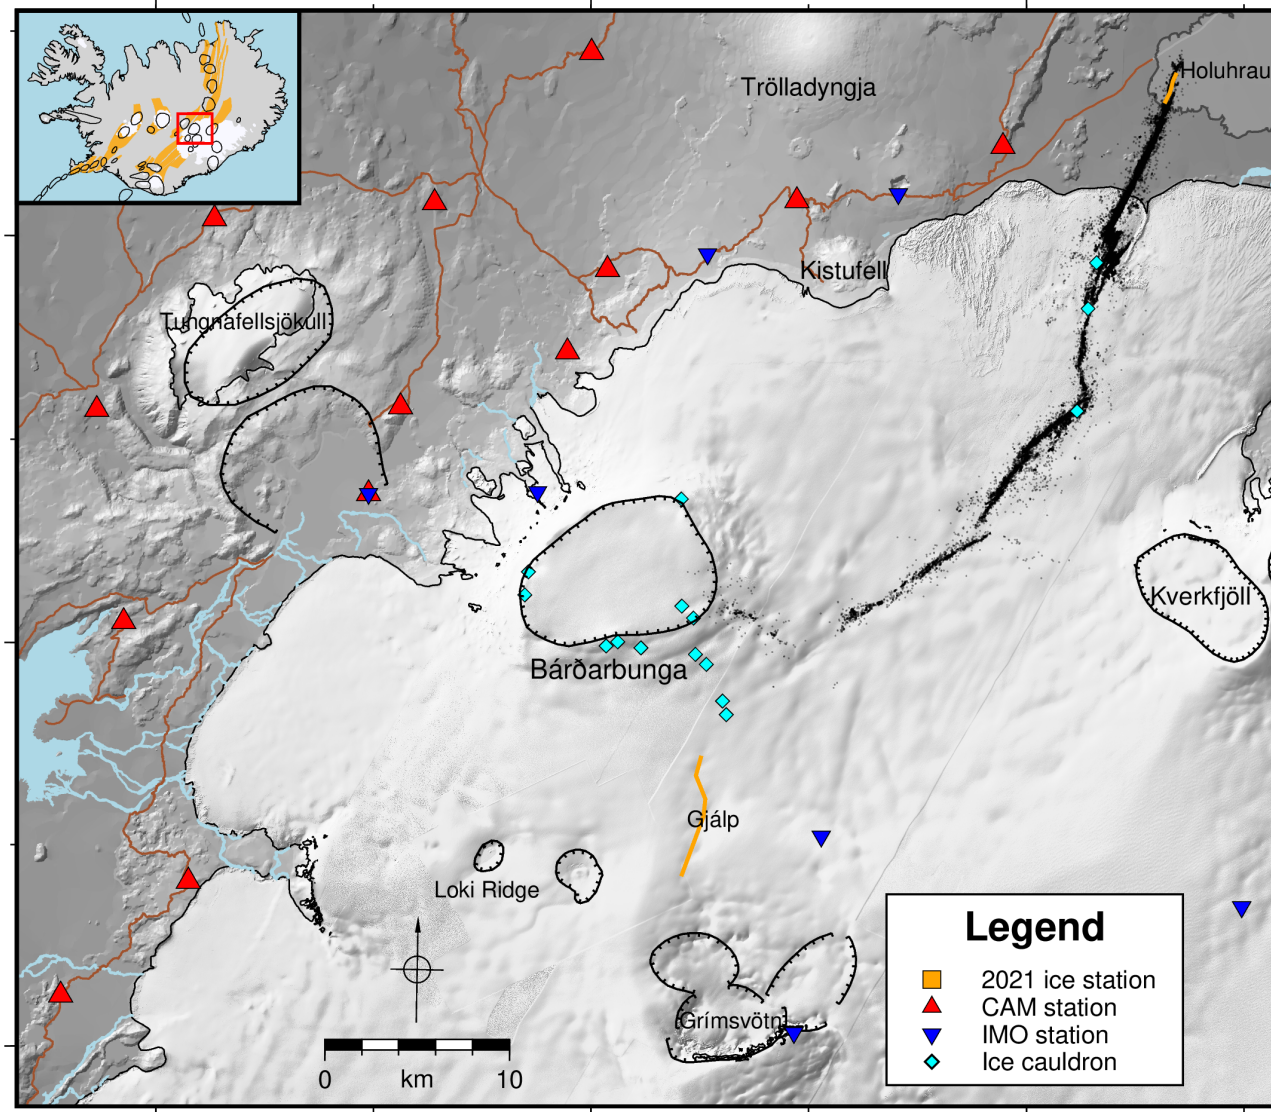 Holuhrau
Trölladyngja
Kistufell
Tungnafellsjökull
Kverkfjöll
Bárðarbunga
Gjálp
Loki Ridge
Grímsvötn
0 km 10
Legend
2021 ice station
CAM station
IMO station
Ice cauldron